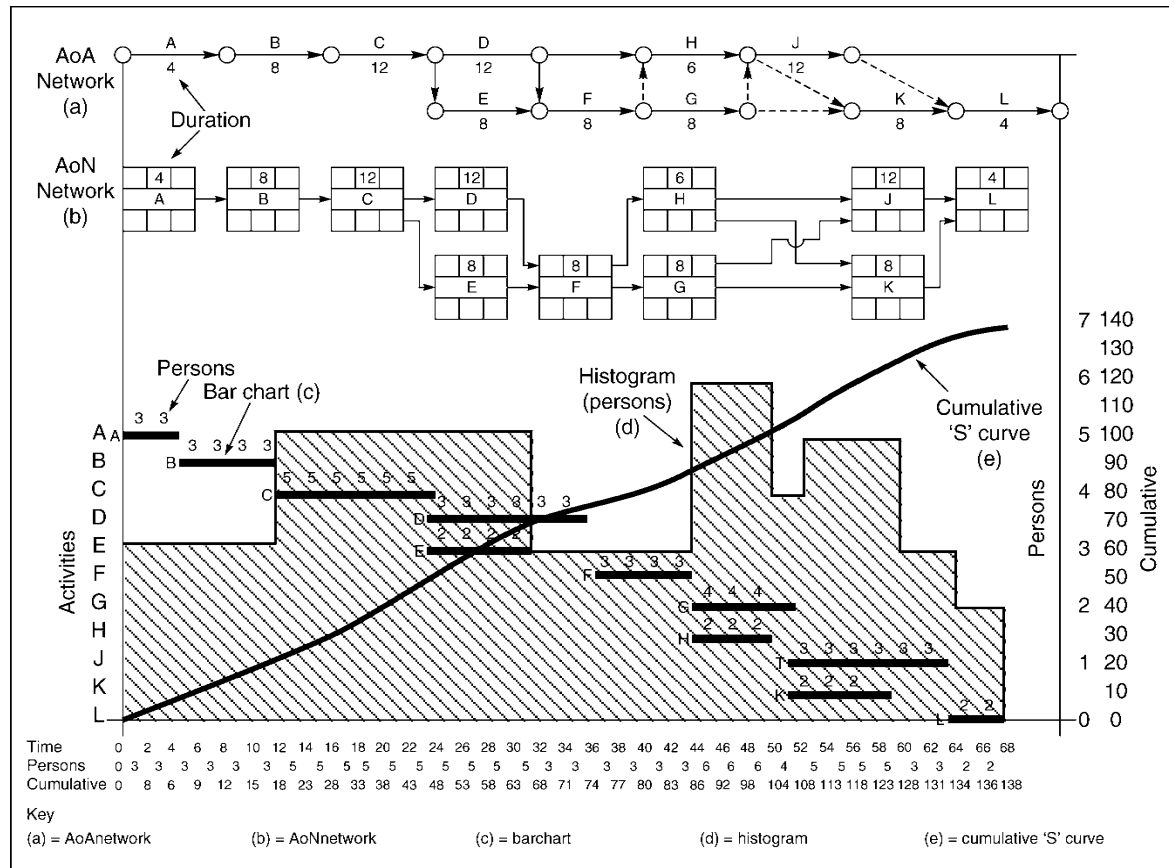 AoA
Network
(a)
A B C D H J
4 8 12 12 6 12
E F G K L
8 8 8 8 4
Duration
AoN
Network
(b)
4 8 12 12 6 12 4
A B C D H J L
8 8 8 8
E F G K
7 140
130
6 120
110
5 100
90
4 80
70
3 60
50
2 40
30
1 20
10
0 0
Persons
Cumulative
Persons
Bar chart (c)
Histogram
(persons)
(d)
Cumulative
'S' curve
(e)
Activities
A
B
C
D
E
F
G
H
J
K
L
A 3 3
B 3 3 3 3
C 5 5 5 5 5 5
D 3 3 3 3 3 3
E 2 2 2 2
F 3 3 3 3
G 4 4 4
H 2 2 2
T 3 3 3 3 3 3
K 2 2 2
L 2 2
Time 0 2 4 6 8 10 12 14 16 18 20 22 24 26 28 30 32 34 36 38 40 42 44 46 48 50 52 54 56 58 60 62 64 66 68
Persons 0 3 3 3 3 3 3 5 5 5 5 5 5 5 5 5 5 3 3 3 3 3 3 6 6 6 4 5 5 5 5 3 3 2 2
Cumulative 0 8 6 9 12 15 18 23 28 33 38 43 48 53 58 63 68 71 74 77 80 83 86 92 98 104 108 113 118 123 128 131 134 136 138
Key
(a) = AoAnetwork (b) = AoNnetwork (c) = barchart (d) = histogram (e) = cumulative 'S' curve